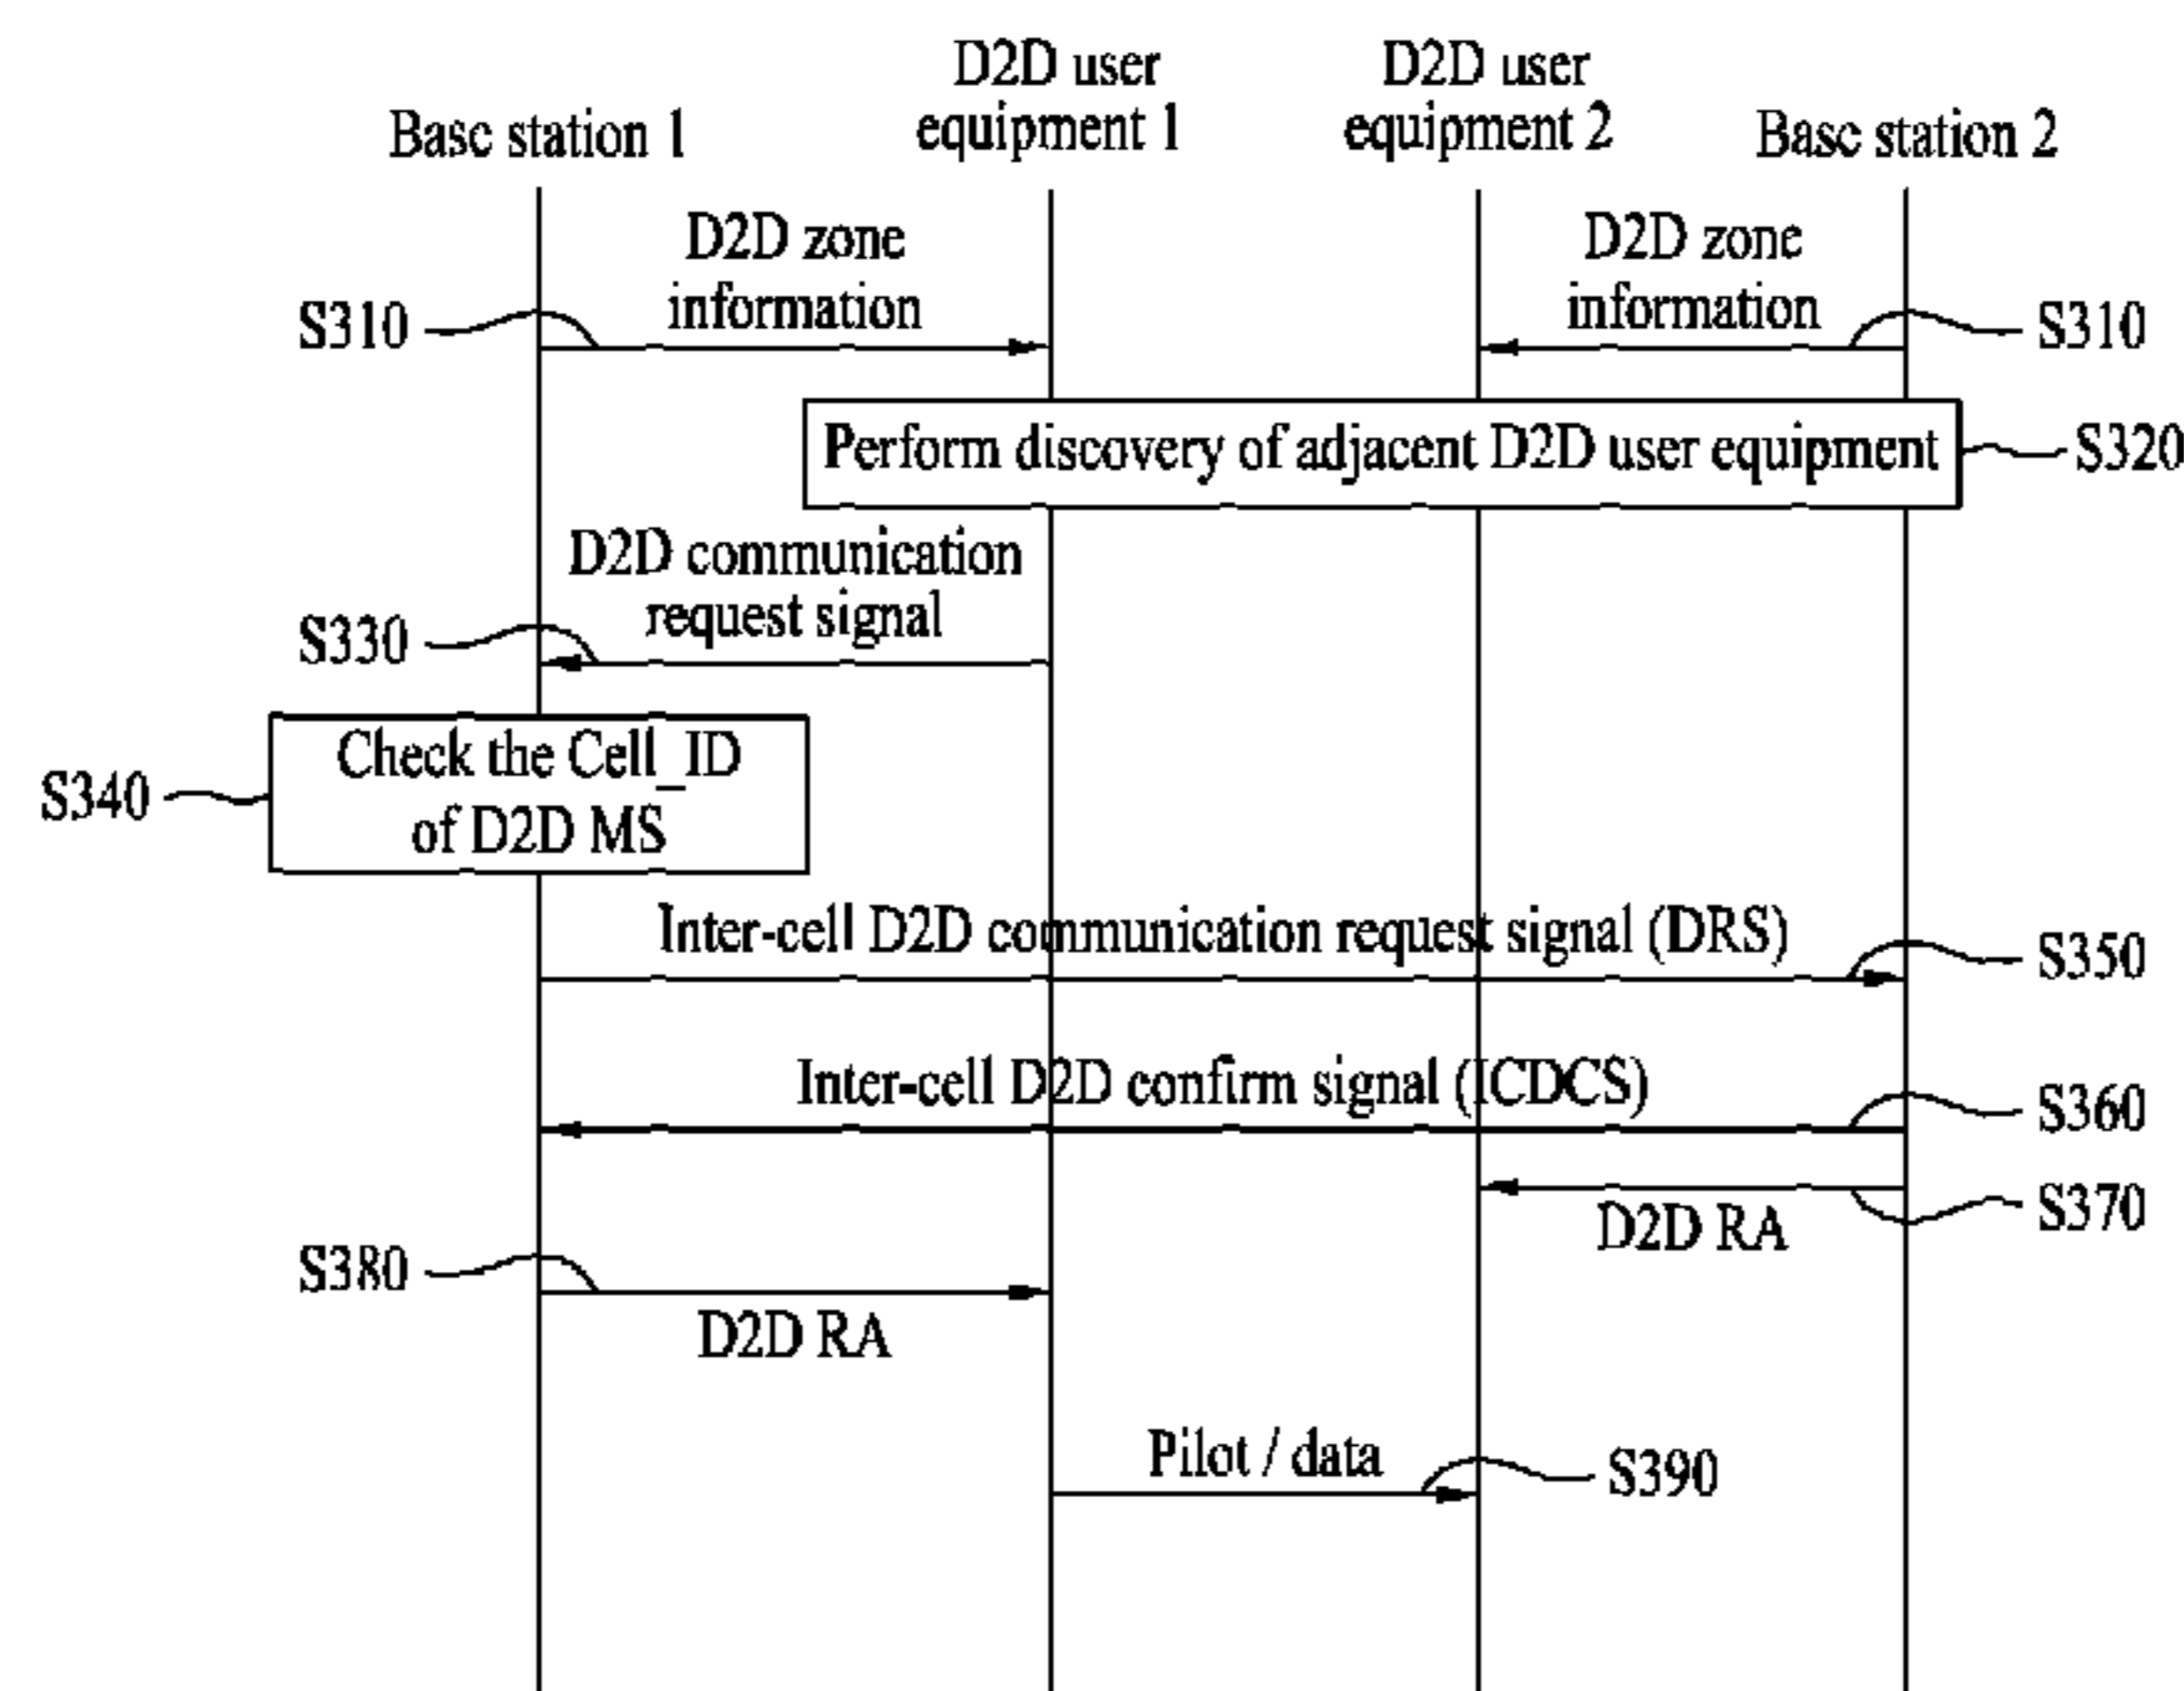 D2D user
equipment 1
D2D user
equipment 2
Base station 1
Base station 2
D2D zone
information
D2D zone
information
S310
S310
Perform discovery of adjacent D2D user equipment
S320
D2D communication
request signal
S330
Check the Cell_ID
of D2D MS
S340
Inter-cell D2D communication request signal (DRS)
S350
Inter-cell D2D confirm signal (ICDCS)
S360
S370
D2D RA
S380
D2D RA
Pilot / data
S390